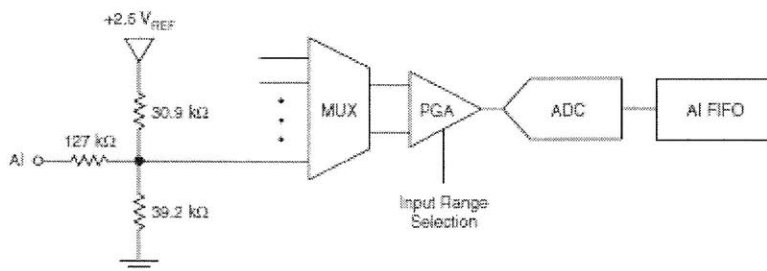 +2.5 VREF
30.9 kΩ
127 kΩ
AI
39.2 kΩ
MUX
PGA
ADC
AI FIFO
Input Range
Selection